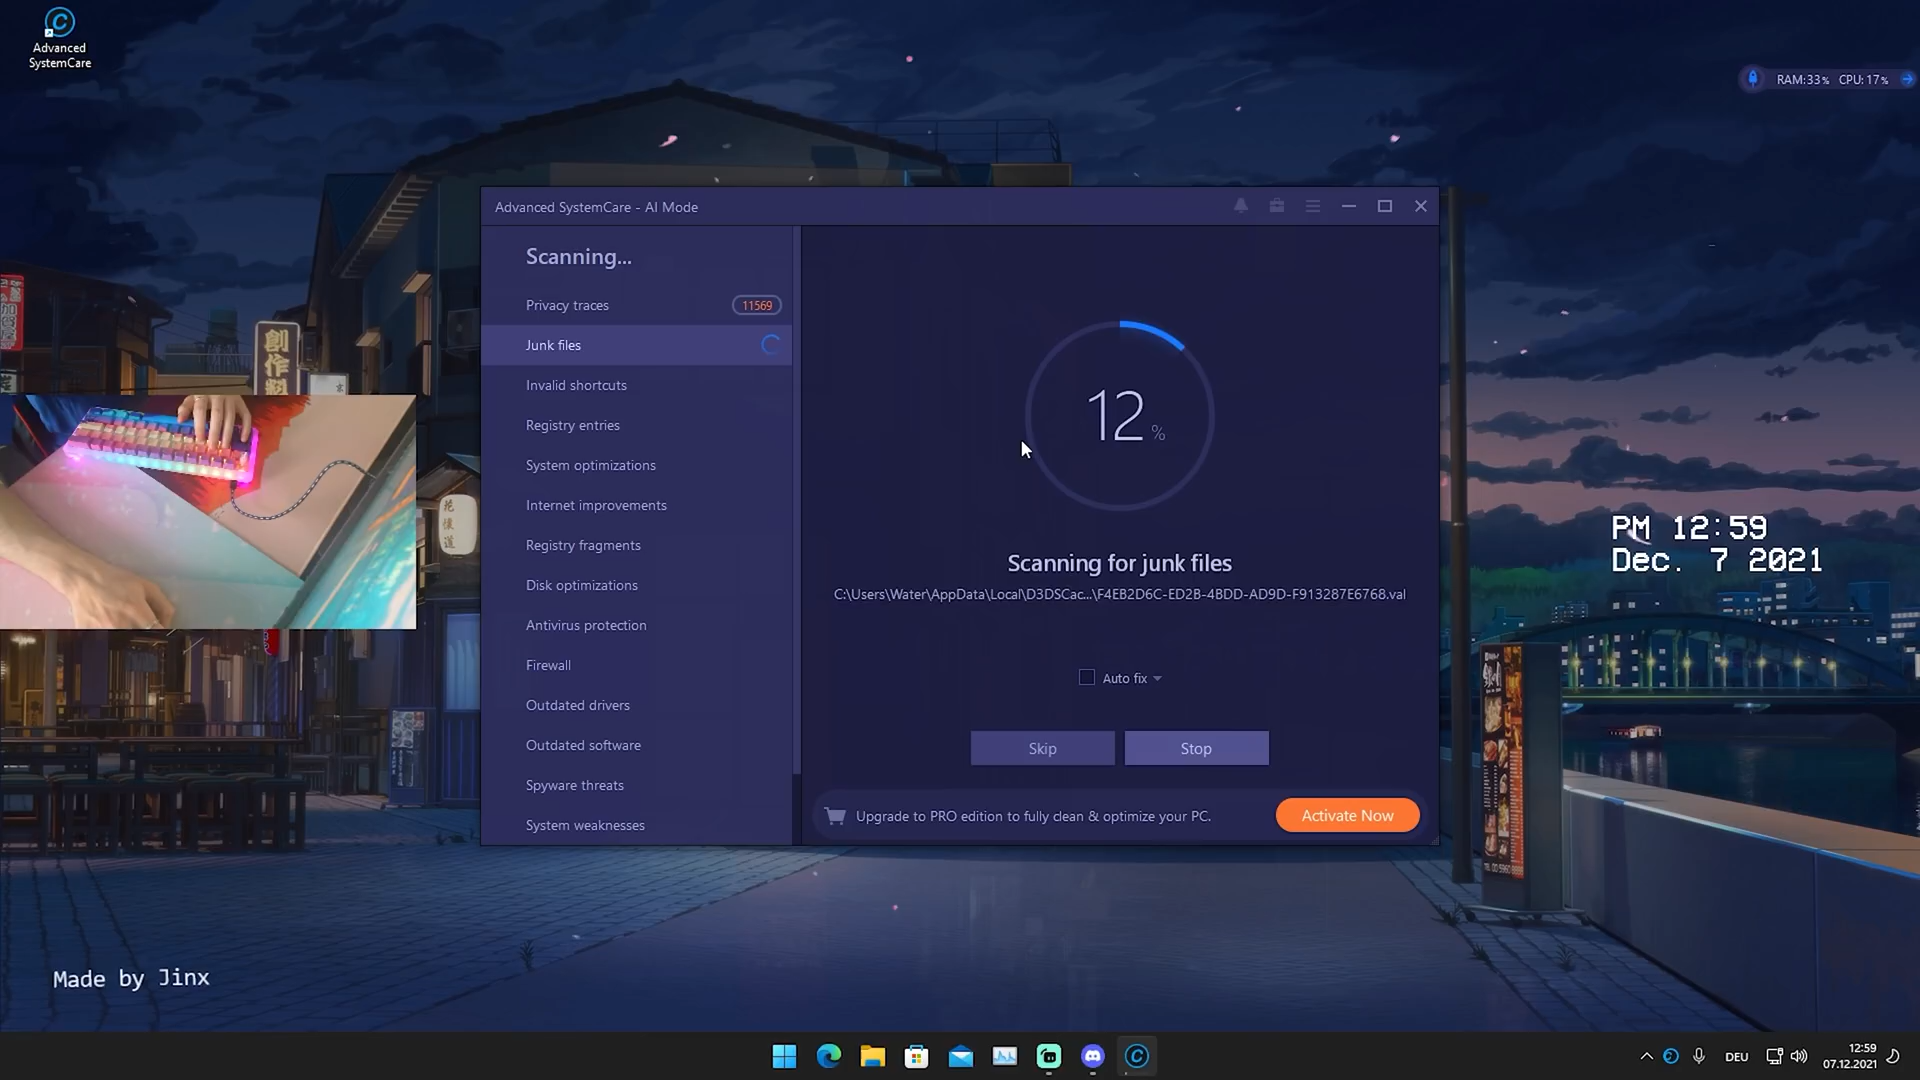 Advanced
SystemCare
RAM:33% CPU:17%
Advanced SystemCare - AI Mode
Scanning...
Privacy traces 11569
Junk files
Invalid shortcuts
Registry entries
System optimizations
Internet improvements
Registry fragments
Disk optimizations
Antivirus protection
Firewall
Outdated drivers
Outdated software
Spyware threats
System weaknesses
12 %
Scanning for junk files
C:\Users\Water\AppData\Local\D3DSCac...\F4EB2D6C-ED2B-4BDD-AD9D-F913287E6768.val
Auto fix
Skip
Stop
Upgrade to PRO edition to fully clean & optimize your PC.
Activate Now
創作料
PM 12:59
Dec. 7 2021
Made by Jinx
DEU
12:59
07.12.2021